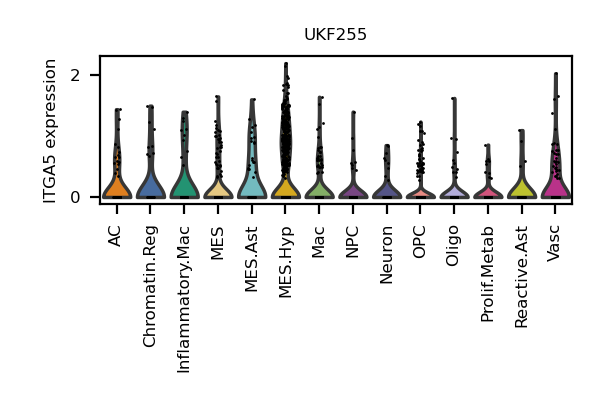 UKF255
ITGA5 expression
2
0
AC
Chromatin.Reg
Inflammatory.Mac
MES
MES.Ast
MES.Hyp
Mac
NPC
Neuron
OPC
Oligo
Prolif.Metab
Reactive.Ast
Vasc